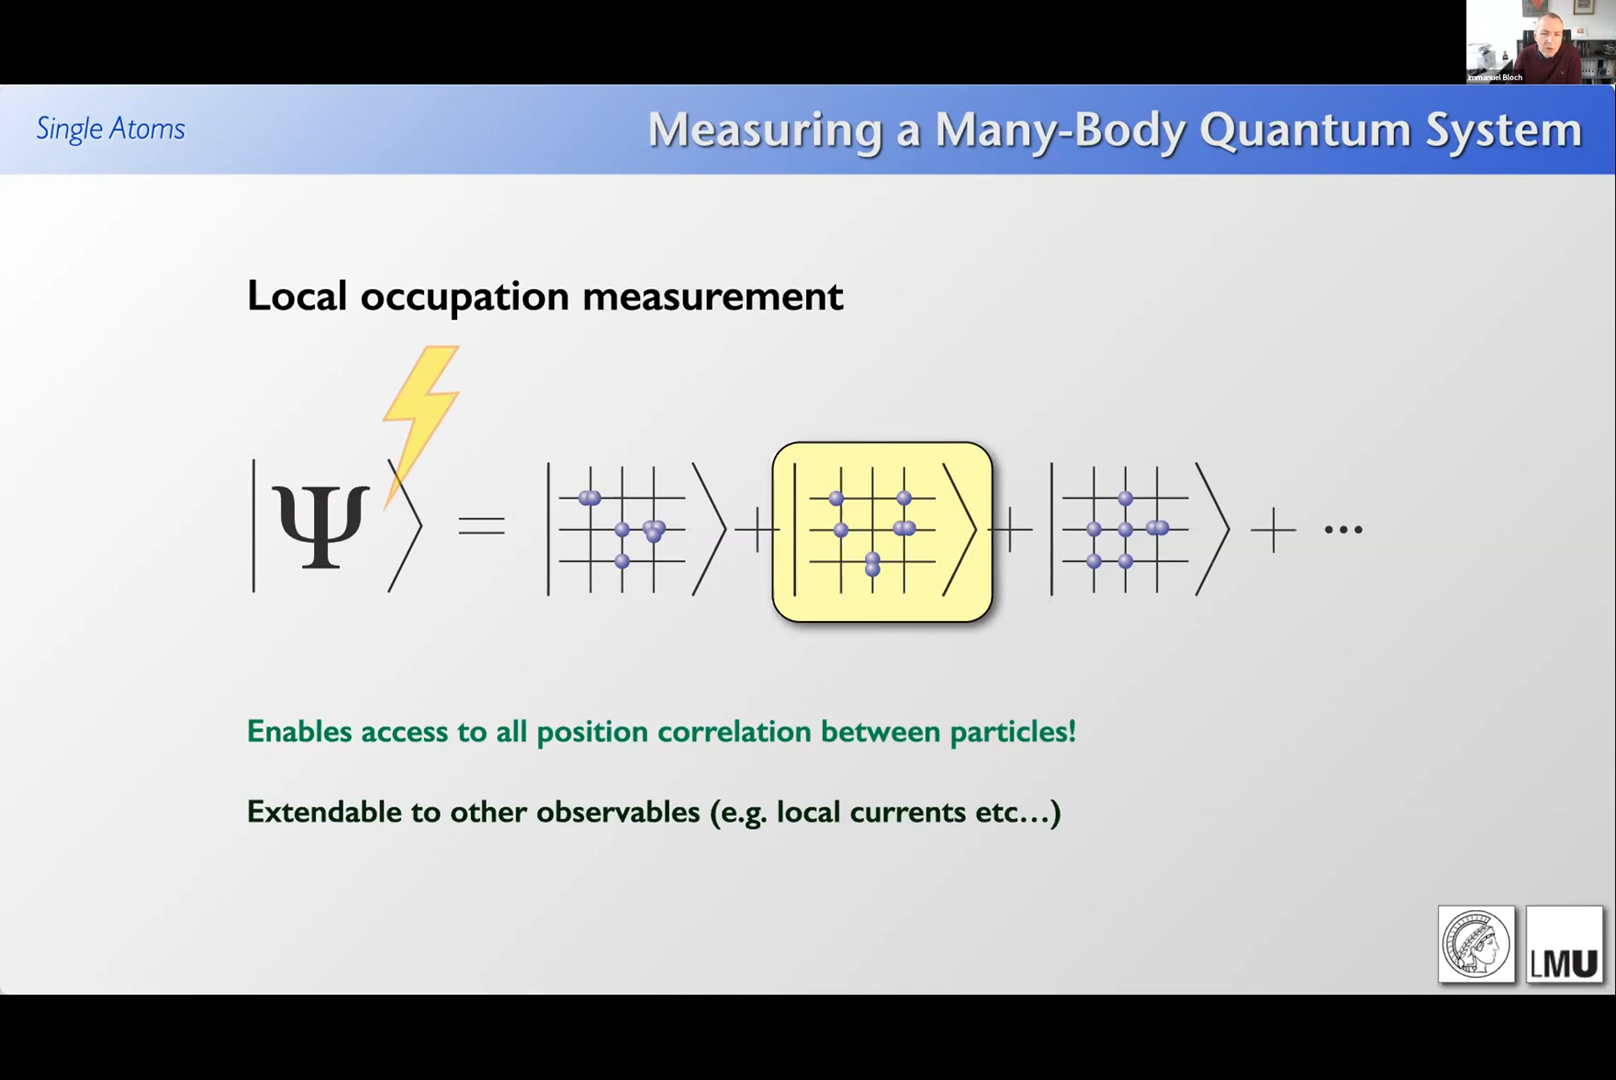 Immanuel Bloch
Single Atoms
Measuring a Many-Body Quantum System
Local occupation measurement
|Ψ⟩ = | ⟩ + | ⟩ + | ⟩ + ...
Enables access to all position correlation between particles!
Extendable to other observables (e.g. local currents etc...)
LMU